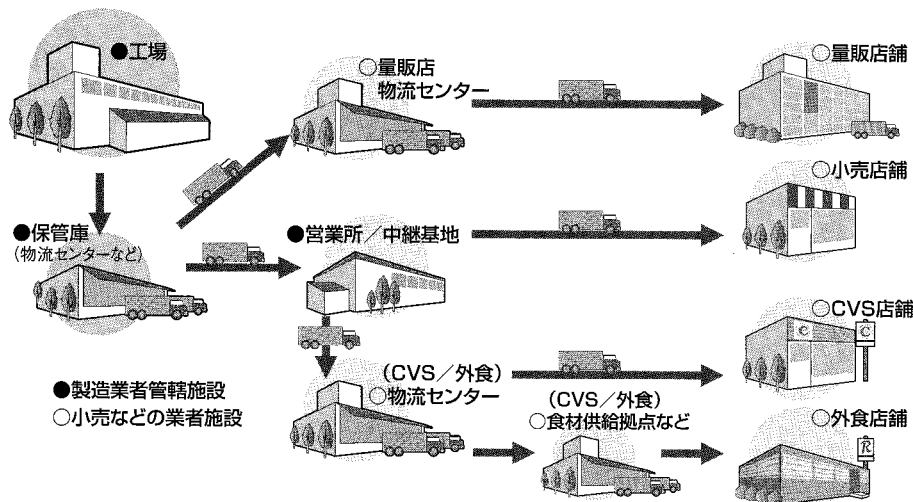 ●工場
○量販店
物流センター
○量販店舗
○小売店舗
●保管庫
(物流センターなど)
●営業所／中継基地
○CVS店舗
C
C
(CVS／外食)
○物流センター
(CVS／外食)
○食材供給拠点など
○外食店舗
R
●製造業者管轄施設
○小売などの業者施設